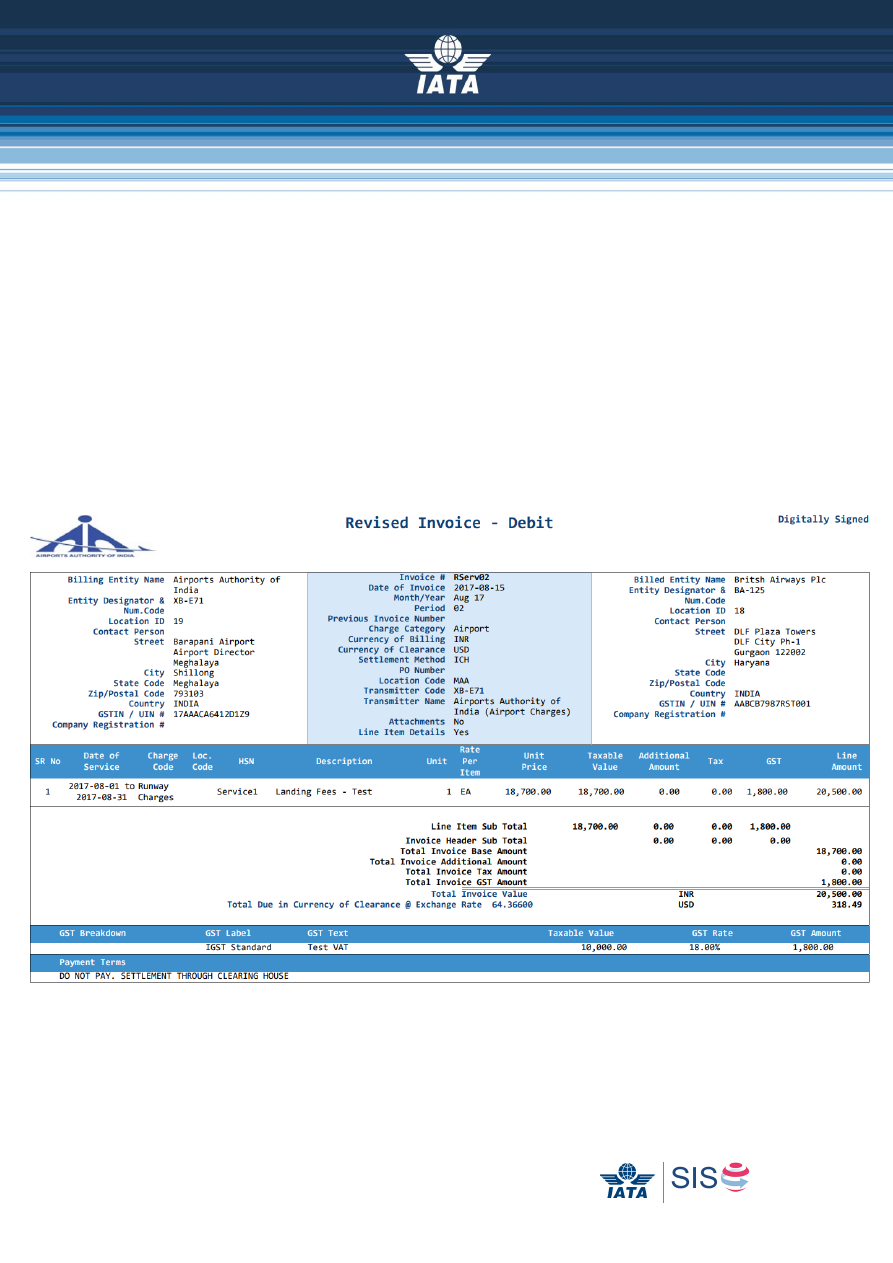 IATA
Revised Invoice - Debit
Digitally Signed
AIRPORTS AUTHORITY OF INDIA
Billing Entity Name Airports Authority of
India
Entity Designator & XB-E71
Num.Code
Location ID 19
Contact Person
Street Barapani Airport
Airport Director
Meghalaya
City Shillong
State Code Meghalaya
Zip/Postal Code 793103
Country INDIA
GSTIN / UIN # 17AAACA6412D1Z9
Company Registration #
Invoice # RServ02
Date of Invoice 2017-08-15
Month/Year Aug 17
Period 02
Previous Invoice Number
Charge Category Airport
Currency of Billing INR
Currency of Clearance USD
Settlement Method ICH
PO Number
Location Code MAA
Transmitter Code XB-E71
Transmitter Name Airports Authority of
India (Airport Charges)
Attachments No
Line Item Details Yes
Billed Entity Name Britsh Airways Plc
Entity Designator & BA-125
Num.Code
Location ID 18
Contact Person
Street DLF Plaza Towers
DLF City Ph-1
Gurgaon 122002
City Haryana
State Code
Zip/Postal Code
Country INDIA
GSTIN / UIN # AABCB7987RST001
Company Registration #
SR No Date of Service Charge Code Loc. Code HSN Description Unit Rate Per Item Unit Price Taxable Value Additional Amount Tax GST Line Amount
1 2017-08-01 to 2017-08-31 Runway Charges Service1 Landing Fees - Test 1 EA 18,700.00 18,700.00 0.00 0.00 1,800.00 20,500.00
Line Item Sub Total 18,700.00 0.00 0.00 1,800.00
Invoice Header Sub Total 0.00 0.00 0.00
Total Invoice Base Amount 18,700.00
Total Invoice Additional Amount 0.00
Total Invoice Tax Amount 0.00
Total Invoice GST Amount 1,800.00
Total Invoice Value INR 20,500.00
Total Due in Currency of Clearance @ Exchange Rate 64.36600 USD 318.49
GST Breakdown GST Label GST Text Taxable Value GST Rate GST Amount
IGST Standard Test VAT 10,000.00 18.00% 1,800.00
Payment Terms
DO NOT PAY. SETTLEMENT THROUGH CLEARING HOUSE
IATA SIS